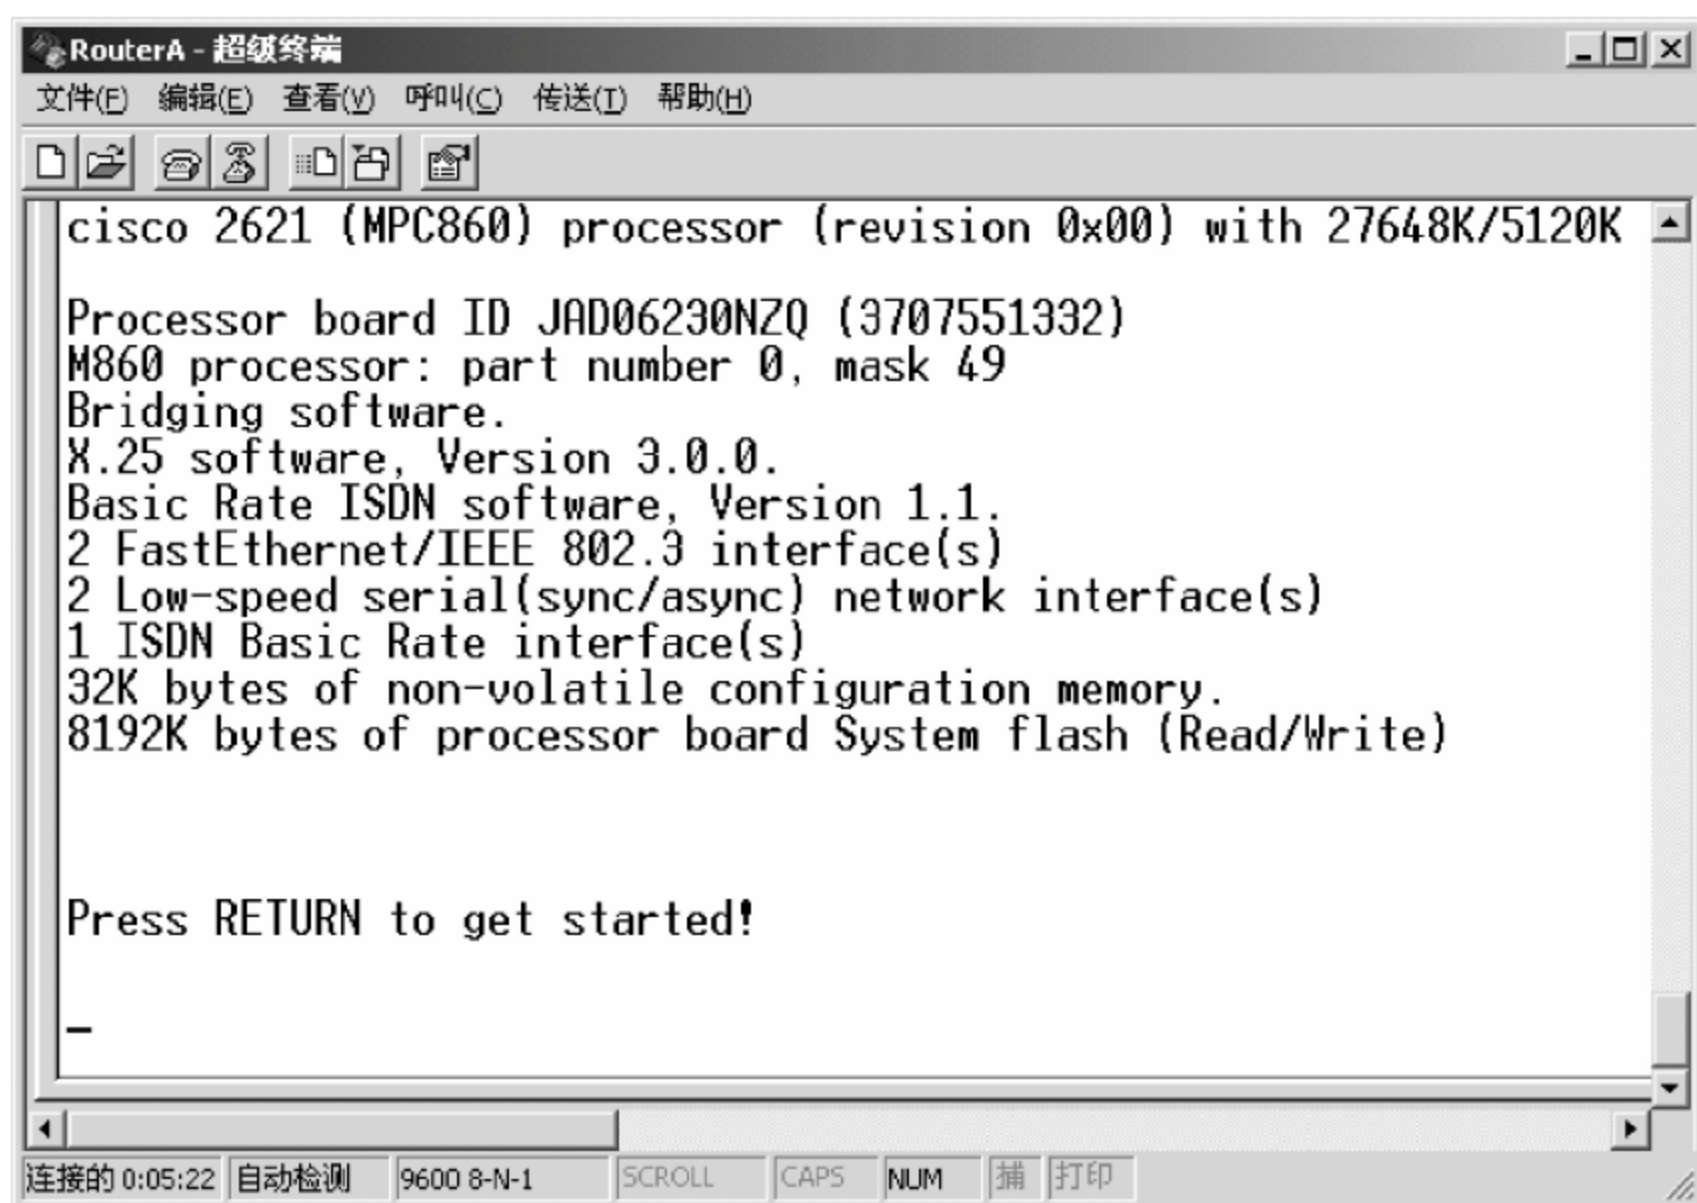 RouterA - 超级终端
文件(F) 编辑(E) 查看(V) 呼叫(C) 传送(T) 帮助(H)
cisco 2621 (MPC860) processor (revision 0x00) with 27648K/5120K
Processor board ID JAD06230NZQ (3707551332)
M860 processor: part number 0, mask 49
Bridging software.
X.25 software, Version 3.0.0.
Basic Rate ISDN software, Version 1.1.
2 FastEthernet/IEEE 802.3 interface(s)
2 Low-speed serial(sync/async) network interface(s)
1 ISDN Basic Rate interface(s)
32K bytes of non-volatile configuration memory.
8192K bytes of processor board System flash (Read/Write)
Press RETURN to get started!
连接的 0:05:22 自动检测 9600 8-N-1 SCROLL CAPS NUM 捕 打印